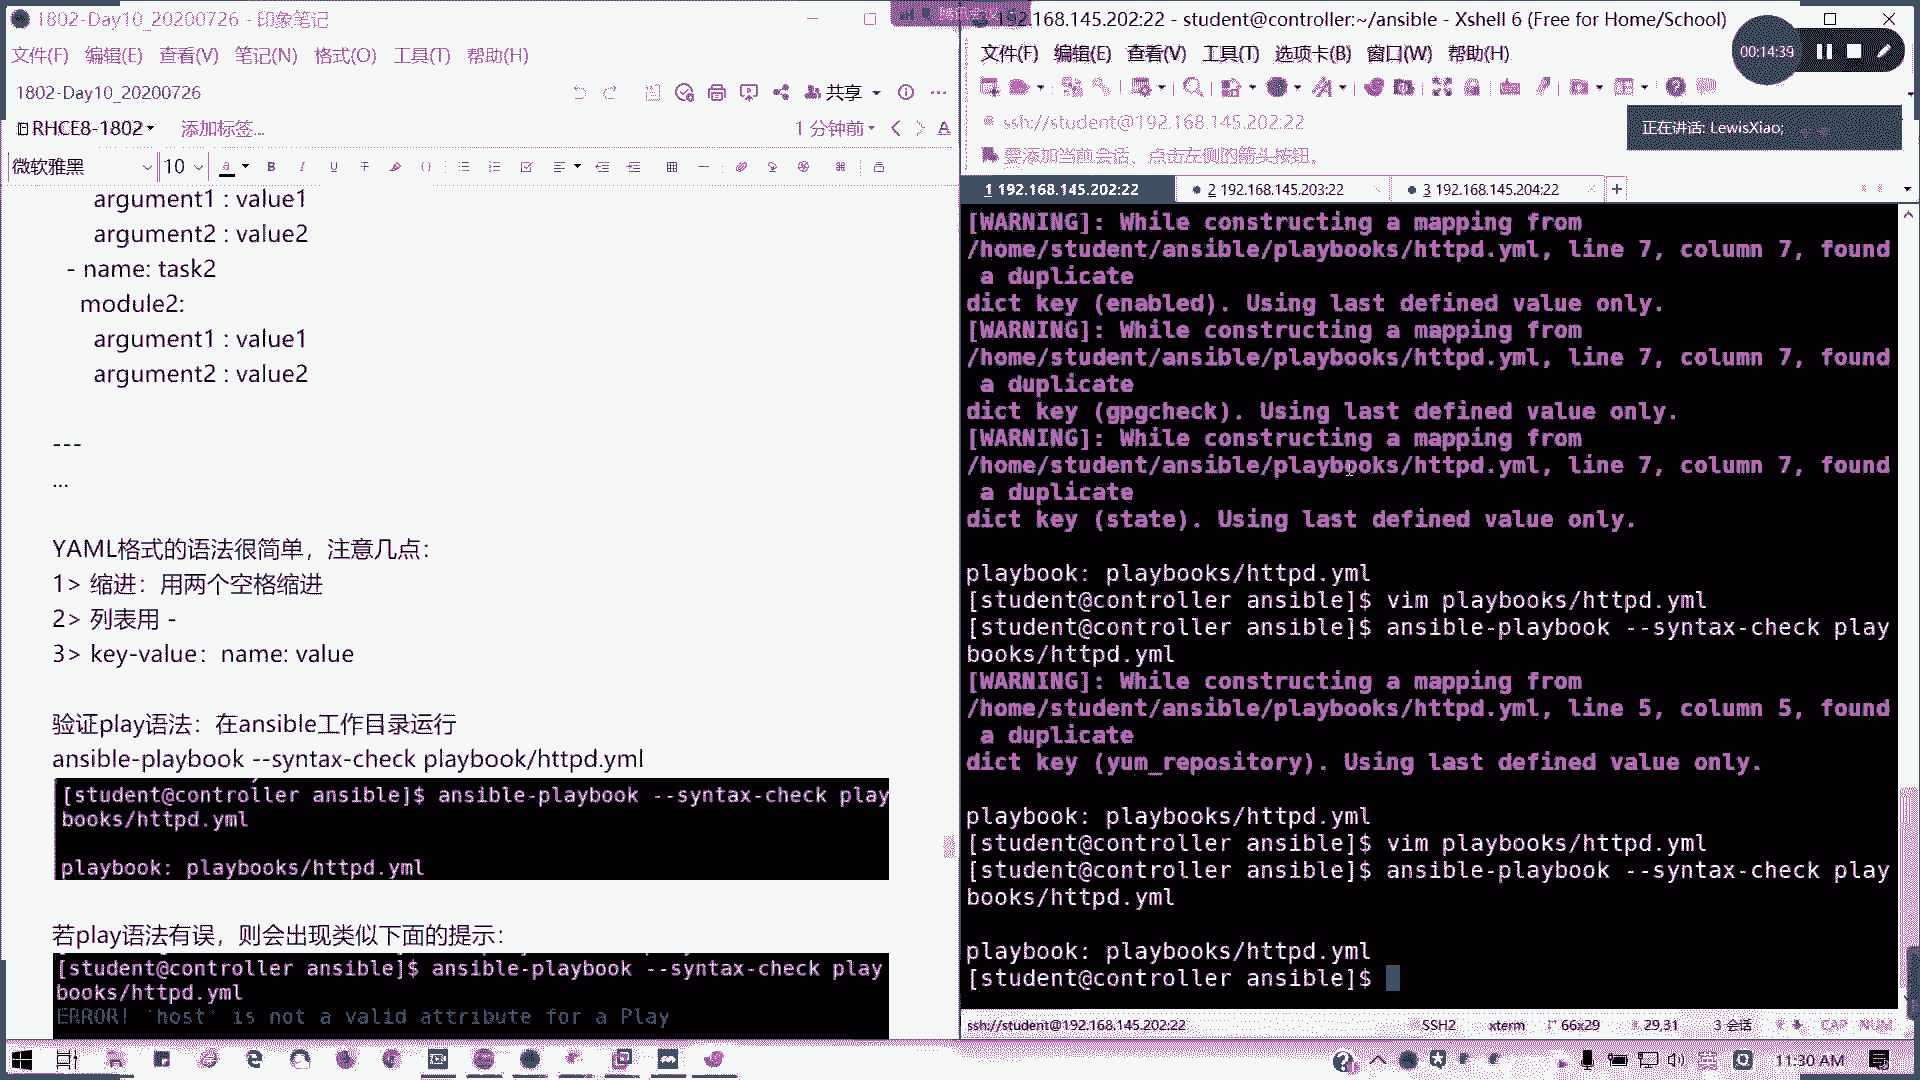 1802-Day10_20200726 - 印象笔记
文件(F) 编辑(E) 查看(V) 笔记(N) 格式(O) 工具(T) 帮助(H)
1802-Day10_20200726
共享
RHCE8-1802
添加标签...
1 分钟前
微软雅黑
10
argument1 : value1
argument2 : value2
- name: task2
module2:
argument1 : value1
argument2 : value2
---
...
YAML格式的语法很简单，注意几点：
1> 缩进：用两个空格缩进
2> 列表用 -
3> key-value：name: value
验证play语法：在ansible工作目录运行
ansible-playbook --syntax-check playbook/httpd.yml
[student@controller ansible]$ ansible-playbook --syntax-check play
books/httpd.yml
playbook: playbooks/httpd.yml
若play语法有误，则会出现类似下面的提示：
[student@controller ansible]$ ansible-playbook --syntax-check play
books/httpd.yml
ERROR! 'host' is not a valid attribute for a Play
192.168.145.202:22 - student@controller:~/ansible - Xshell 6 (Free for Home/School)
文件(F) 编辑(E) 查看(V) 工具(T) 选项卡(B) 窗口(W) 帮助(H)
00:14:39
ssh://student@192.168.145.202:22
正在讲话: LewisXiao;
要添加当前会话，点击左侧的箭头按钮。
1 192.168.145.202:22
2 192.168.145.203:22
3 192.168.145.204:22
[WARNING]: While constructing a mapping from
/home/student/ansible/playbooks/httpd.yml, line 7, column 7, found
a duplicate
dict key (enabled). Using last defined value only.
[WARNING]: While constructing a mapping from
/home/student/ansible/playbooks/httpd.yml, line 7, column 7, found
a duplicate
dict key (gpgcheck). Using last defined value only.
[WARNING]: While constructing a mapping from
/home/student/ansible/playbooks/httpd.yml, line 7, column 7, found
a duplicate
dict key (state). Using last defined value only.
playbook: playbooks/httpd.yml
[student@controller ansible]$ vim playbooks/httpd.yml
[student@controller ansible]$ ansible-playbook --syntax-check play
books/httpd.yml
[WARNING]: While constructing a mapping from
/home/student/ansible/playbooks/httpd.yml, line 5, column 5, found
a duplicate
dict key (yum_repository). Using last defined value only.
playbook: playbooks/httpd.yml
[student@controller ansible]$ vim playbooks/httpd.yml
[student@controller ansible]$ ansible-playbook --syntax-check play
books/httpd.yml
playbook: playbooks/httpd.yml
[student@controller ansible]$
ssh://student@192.168.145.202:22
SSH2
xterm
66x29
29,31
3 会话
CAP NUM
英
11:30 AM